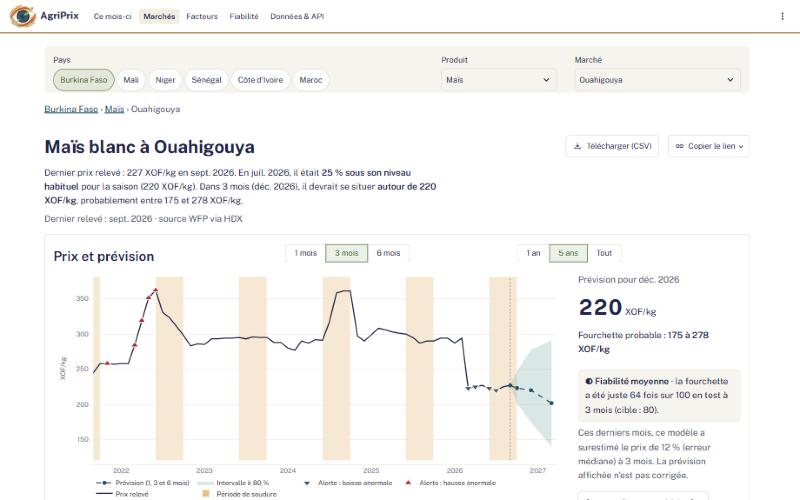 AgriPrix
Ce mois-ci Marchés Facteurs Fiabilité Données & API
Pays
Burkina Faso Mali Niger Sénégal Côte d'Ivoire Maroc
Produit
Maïs
Marché
Ouahigouya
Burkina Faso › Maïs › Ouahigouya
Maïs blanc à Ouahigouya
Télécharger (CSV) Copier le lien
Dernier prix relevé : 227 XOF/kg en sept. 2026. En juil. 2026, il était 25 % sous son niveau
habituel pour la saison (220 XOF/kg). Dans 3 mois (déc. 2026), il devrait se situer autour de 220
XOF/kg, probablement entre 175 et 278 XOF/kg.
Dernier relevé : sept. 2026 · source WFP via HDX
Prix et prévision
1 mois 3 mois 6 mois
1 an 5 ans Tout
XOF/kg
350
300
250
200
150
2022 2023 2024 2025 2026 2027
Prévision (1, 3 et 6 mois) Intervalle à 80 % Alerte : baisse anormale Alerte : hausse anormale
Prix relevé Période de soudure
Prévision pour déc. 2026
220 XOF/kg
Fourchette probable : 175 à 278
XOF/kg
Fiabilité moyenne · la fourchette
a été juste 64 fois sur 100 en test à
3 mois (cible : 80).
Ces derniers mois, ce modèle a
surestimé le prix de 12 % (erreur
médiane) à 3 mois. La prévision
affichée n'est pas corrigée.